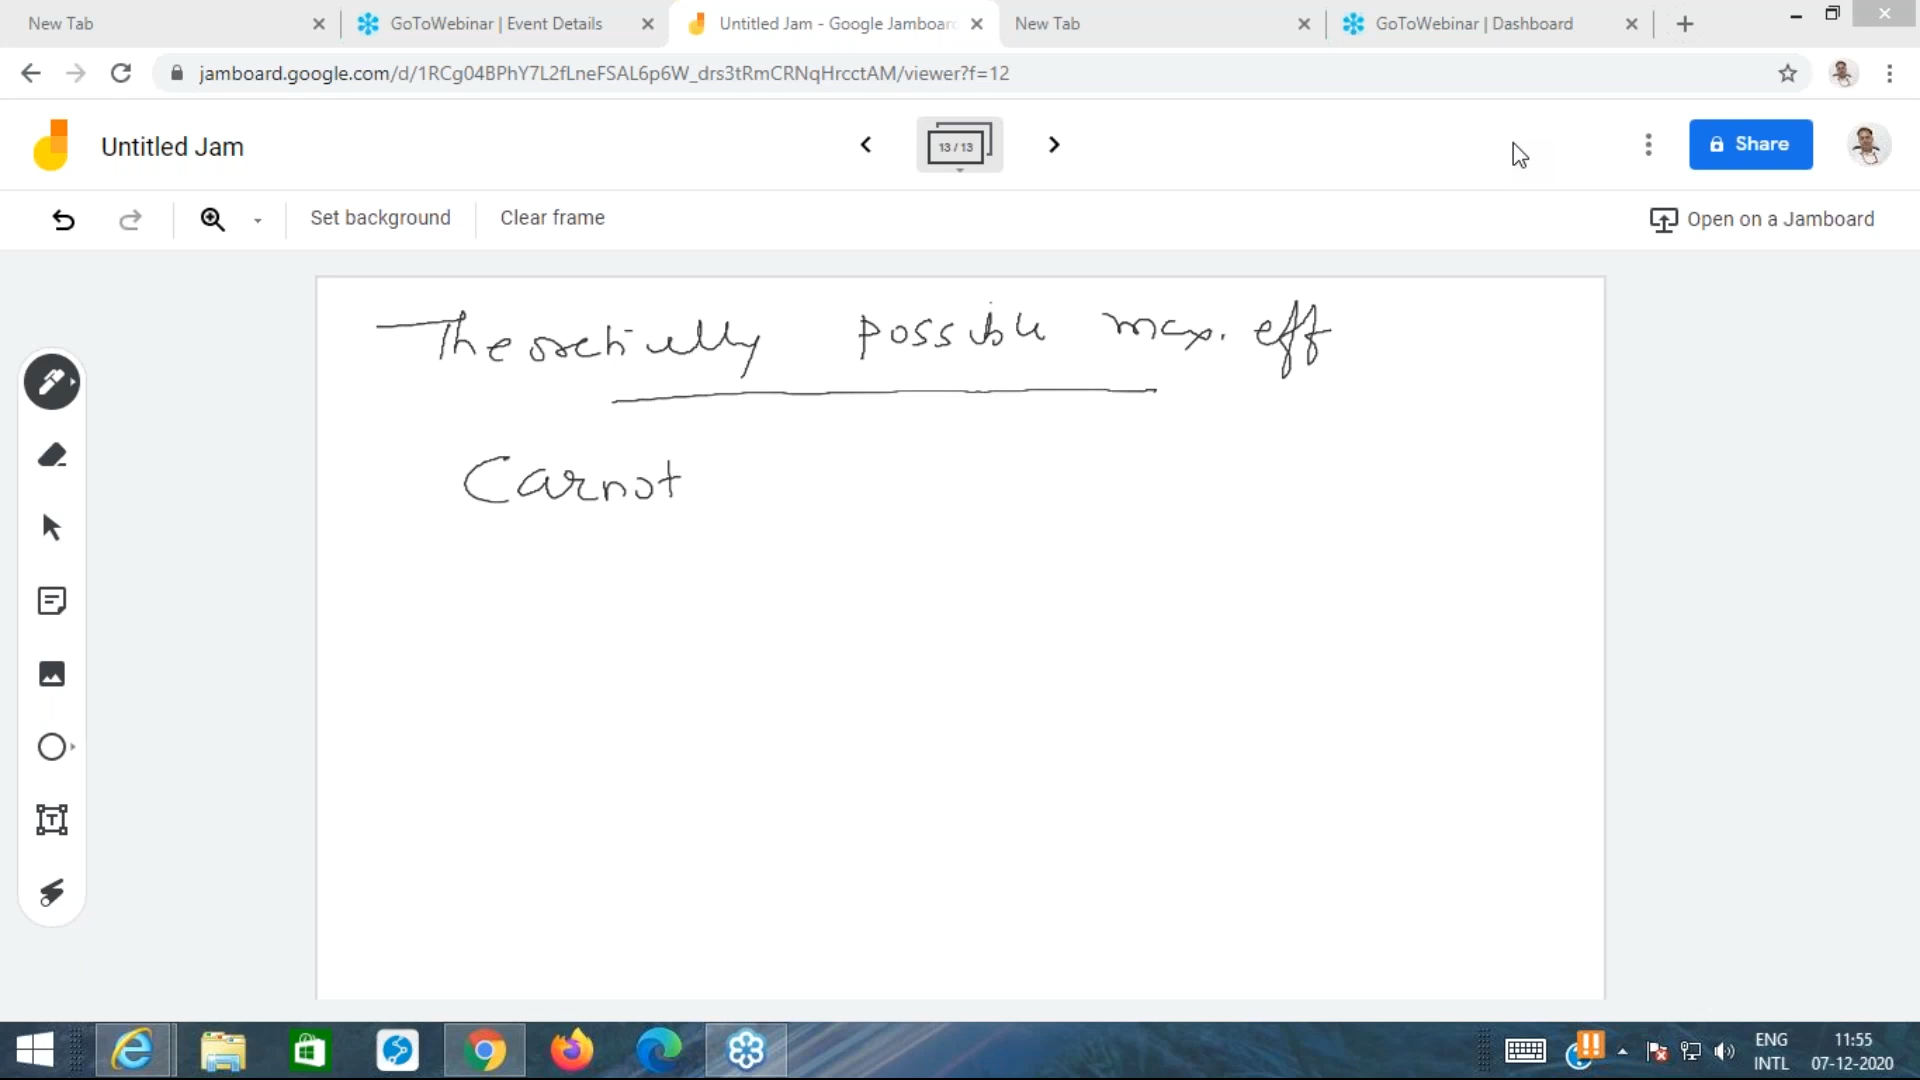 New Tab
GoToWebinar | Event Details
Untitled Jam - Google Jamboard
New Tab
GoToWebinar | Dashboard
jamboard.google.com/d/1RCg04BPhY7L2fLneFSAL6p6W_drs3tRmCRNqHrcctAM/viewer?f=12
Untitled Jam
13 / 13
Share
Set background
Clear frame
Open on a Jamboard
Theoretically possible max. eff
Carnot
ENG
INTL
11:55
07-12-2020